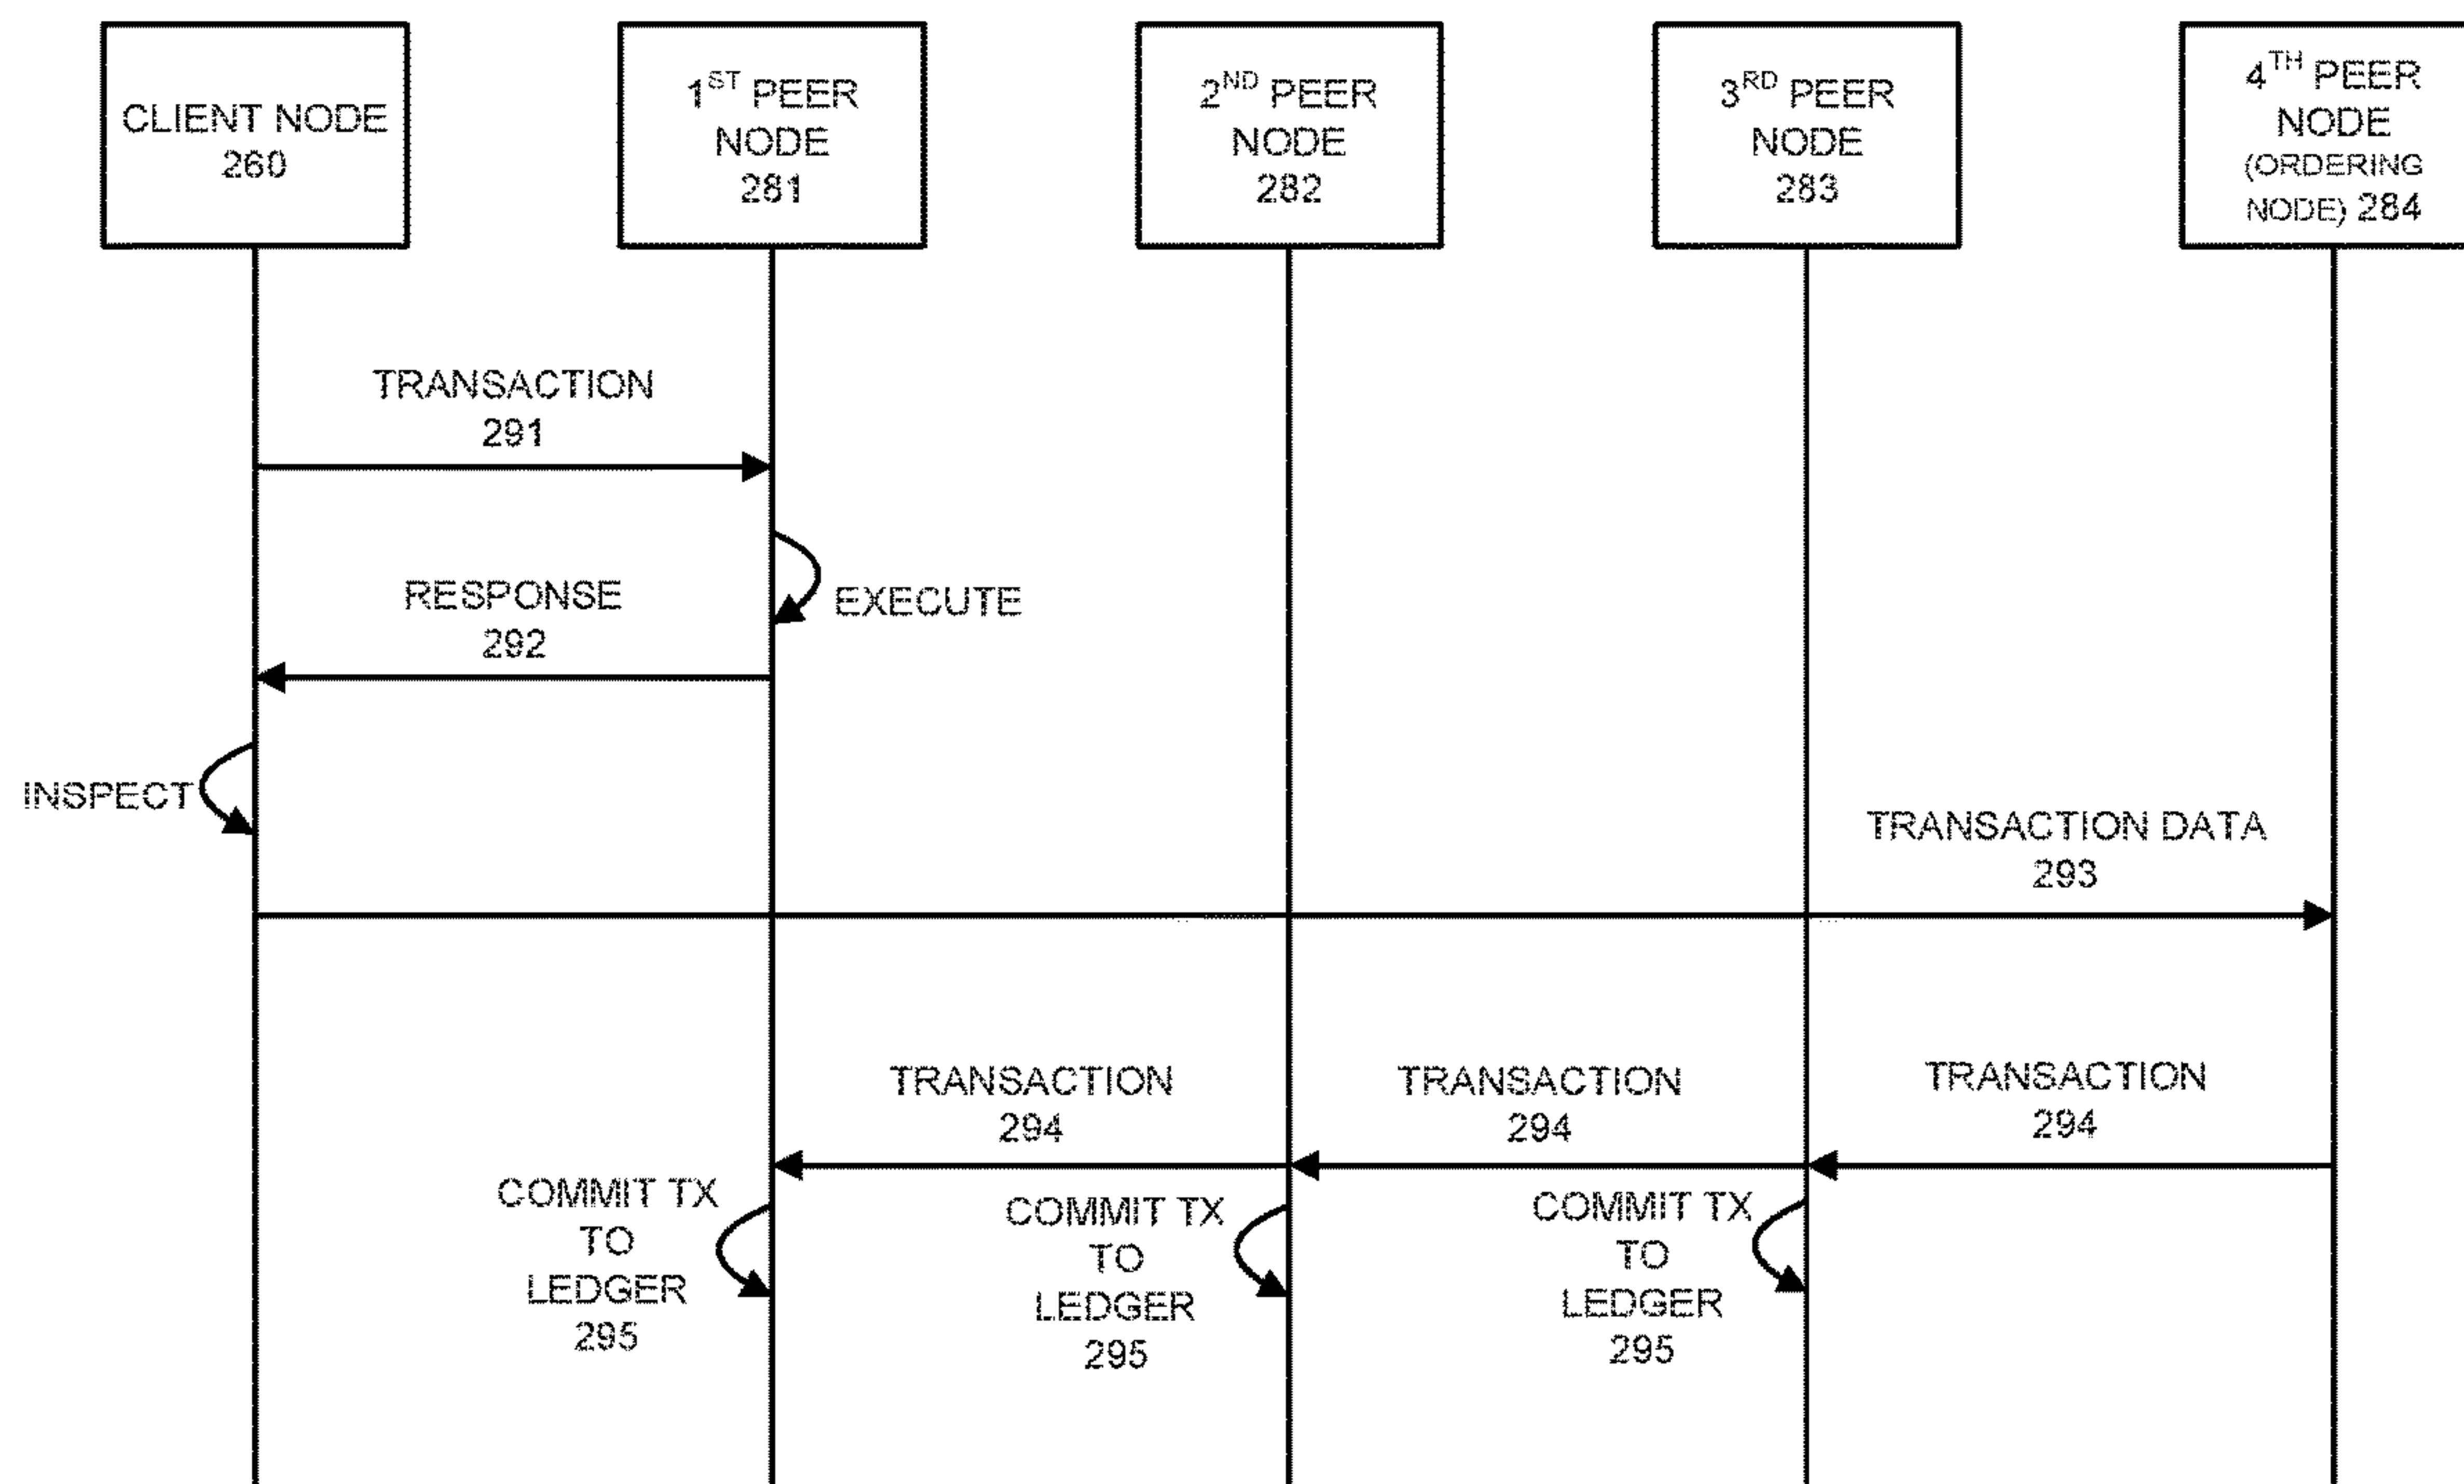 CLIENT NODE
260
1ST PEER
NODE
281
2ND PEER
NODE
282
3RD PEER
NODE
283
4TH PEER
NODE
(ORDERING
NODE) 284
TRANSACTION
291
EXECUTE
RESPONSE
292
INSPECT
TRANSACTION DATA
293
TRANSACTION
294
TRANSACTION
294
TRANSACTION
294
COMMIT TX
TO
LEDGER
295
COMMIT TX
TO
LEDGER
295
COMMIT TX
TO
LEDGER
295